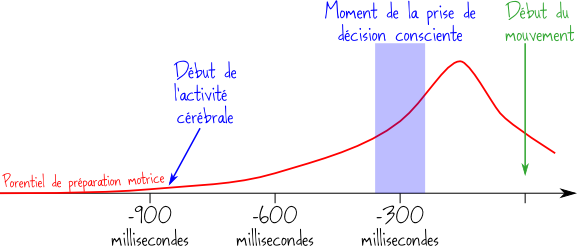 Moment de la prise de
décision consciente
Début du
mouvement
Début de
l'activité
cérébrale
Porentiel de préparation motrice
-900
millisecondes
-600
millisecondes
-300
millisecondes